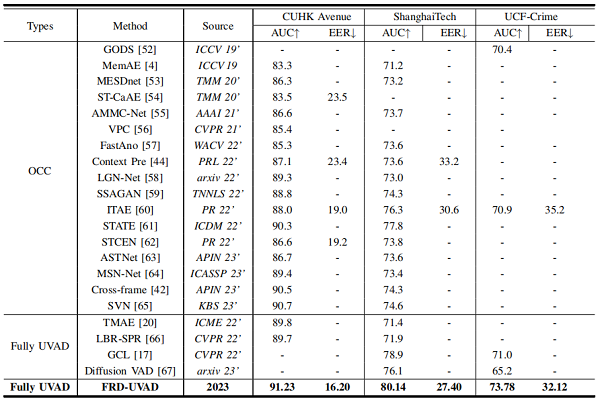 Types Method Source CUHK Avenue ShanghaiTech UCF-Crime
AUC↑ EER↓ AUC↑ EER↓ AUC↑ EER↓
OCC
GODS [52] ICCV 19' - - - - 70.4 -
MemAE [4] ICCV 19 83.3 - 71.2 - - -
MESDnet [53] TMM 20' 86.3 - 73.2 - - -
ST-CaAE [54] TMM 20' 83.5 23.5 - - - -
AMMC-Net [55] AAAI 21' 86.6 - 73.7 - - -
VPC [56] CVPR 21' 85.4 - - - - -
FastAno [57] WACV 22' 85.3 - 73.6 - - -
Context Pre [44] PRL 22' 87.1 23.4 73.6 33.2 - -
LGN-Net [58] arxiv 22' 89.3 - 73.0 - - -
SSAGAN [59] TNNLS 22' 88.8 - 74.3 - - -
ITAE [60] PR 22' 88.0 19.0 76.3 30.6 70.9 35.2
STATE [61] ICDM 22' 90.3 - 77.8 - - -
STCEN [62] PR 22' 86.6 19.2 73.8 - - -
ASTNet [63] APIN 23' 86.7 - 73.6 - - -
MSN-Net [64] ICASSP 23' 89.4 - 73.4 - - -
Cross-frame [42] APIN 23' 90.5 - 74.3 - - -
SVN [65] KBS 23' 90.7 - 74.6 - - -
Fully UVAD
TMAE [20] ICME 22' 89.8 - 71.4 - - -
LBR-SPR [66] CVPR 22' 89.7 - 71.9 - - -
GCL [17] CVPR 22' - - 78.9 - 71.0 -
Diffusion VAD [67] arxiv 23' - - 76.1 - 65.2 -
Fully UVAD FRD-UVAD 2023 91.23 16.20 80.14 27.40 73.78 32.12